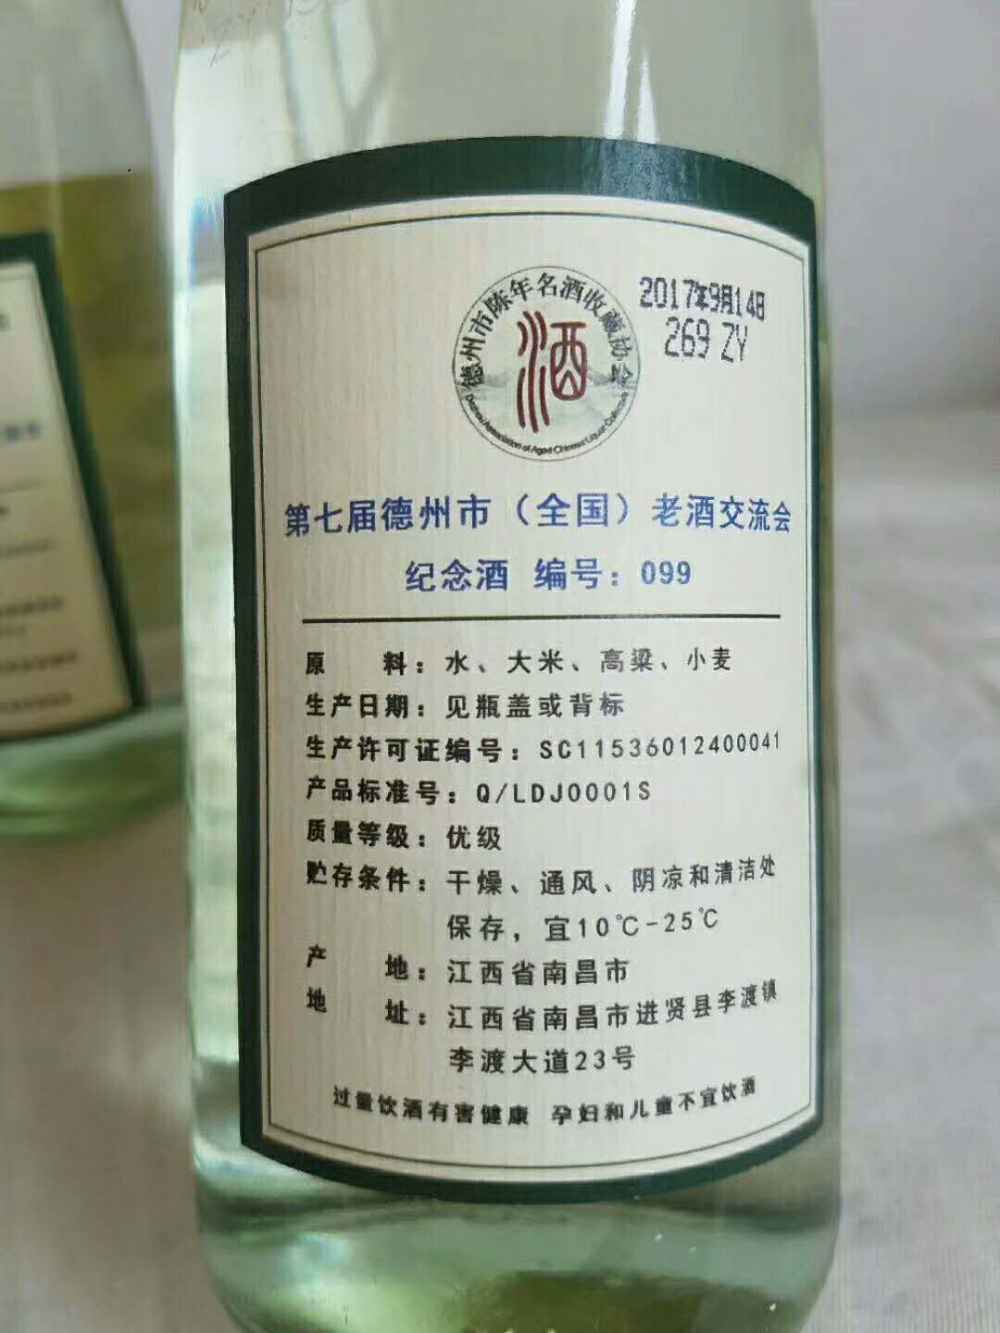 德州市陈年名酒收藏协会
酒
Dezhou Association of Aged Chinese Liquor Collection
2017年9月14日
269 ZY
第七届德州市（全国）老酒交流会
纪念酒 编号：099
原 料：水、大米、高粱、小麦
生产日期：见瓶盖或背标
生产许可证编号：SC11536012400041
产品标准号：Q/LDJ0001S
质量等级：优级
贮存条件：干燥、通风、阴凉和清洁处
保存，宜10℃-25℃
产 地：江西省南昌市
地 址：江西省南昌市进贤县李渡镇
李渡大道23号
过量饮酒有害健康 孕妇和儿童不宜饮酒